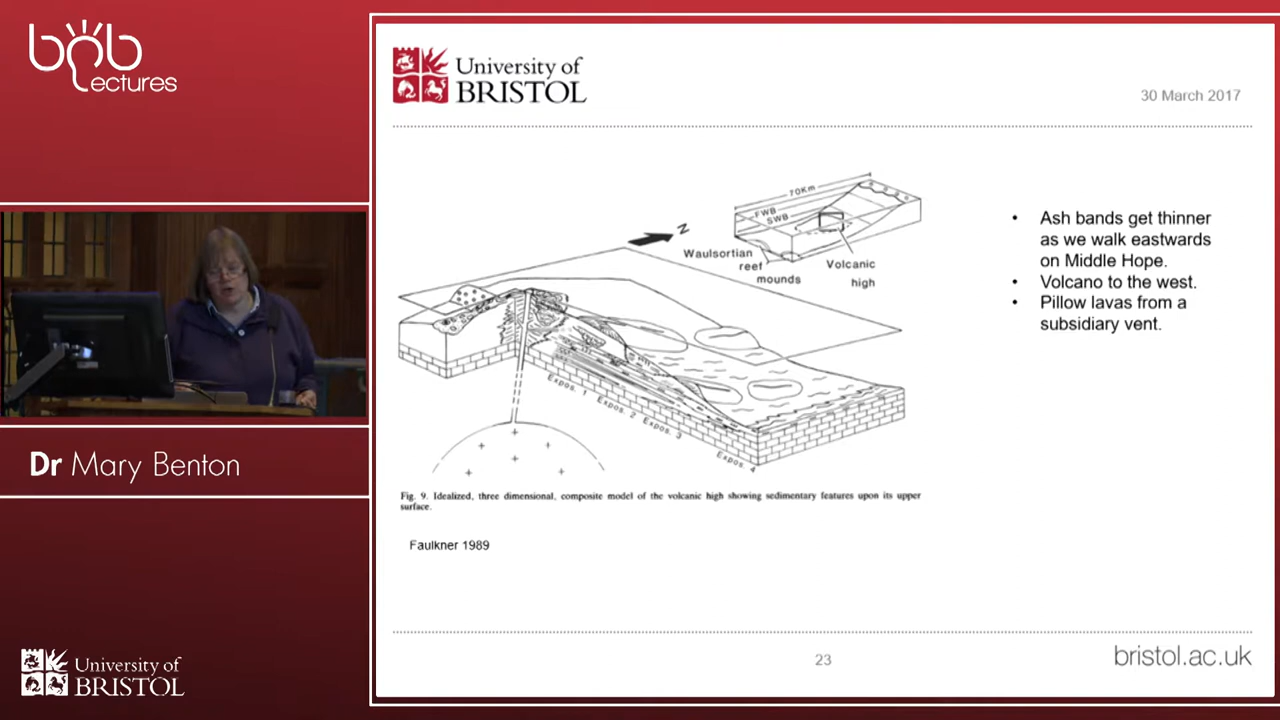 bob
Lectures
University of
BRISTOL
30 March 2017
70Km
FWB
SWB
N
Waulsortian
reef
mounds
Volcanic
high
Expos. 1
Expos. 2
Expos. 3
Expos. 4
Fig. 9. Idealized, three dimensional, composite model of the volcanic high showing sedimentary features upon its upper
surface.
Faulkner 1989
• Ash bands get thinner
as we walk eastwards
on Middle Hope.
• Volcano to the west.
• Pillow lavas from a
subsidiary vent.
Dr Mary Benton
University of
BRISTOL
23
bristol.ac.uk